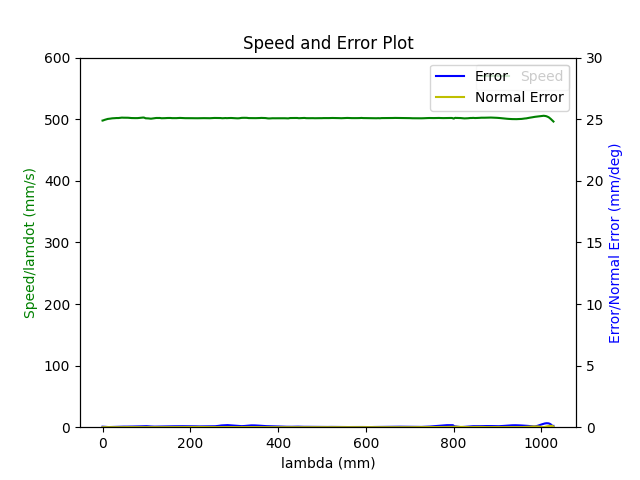 Speed and Error Plot
600
500
400
300
200
100
0
Speed/lamdot (mm/s)
Error
Speed
Normal Error
30
25
20
15
10
5
0
Error/Normal Error (mm/deg)
0
200
400
600
800
1000
lambda (mm)